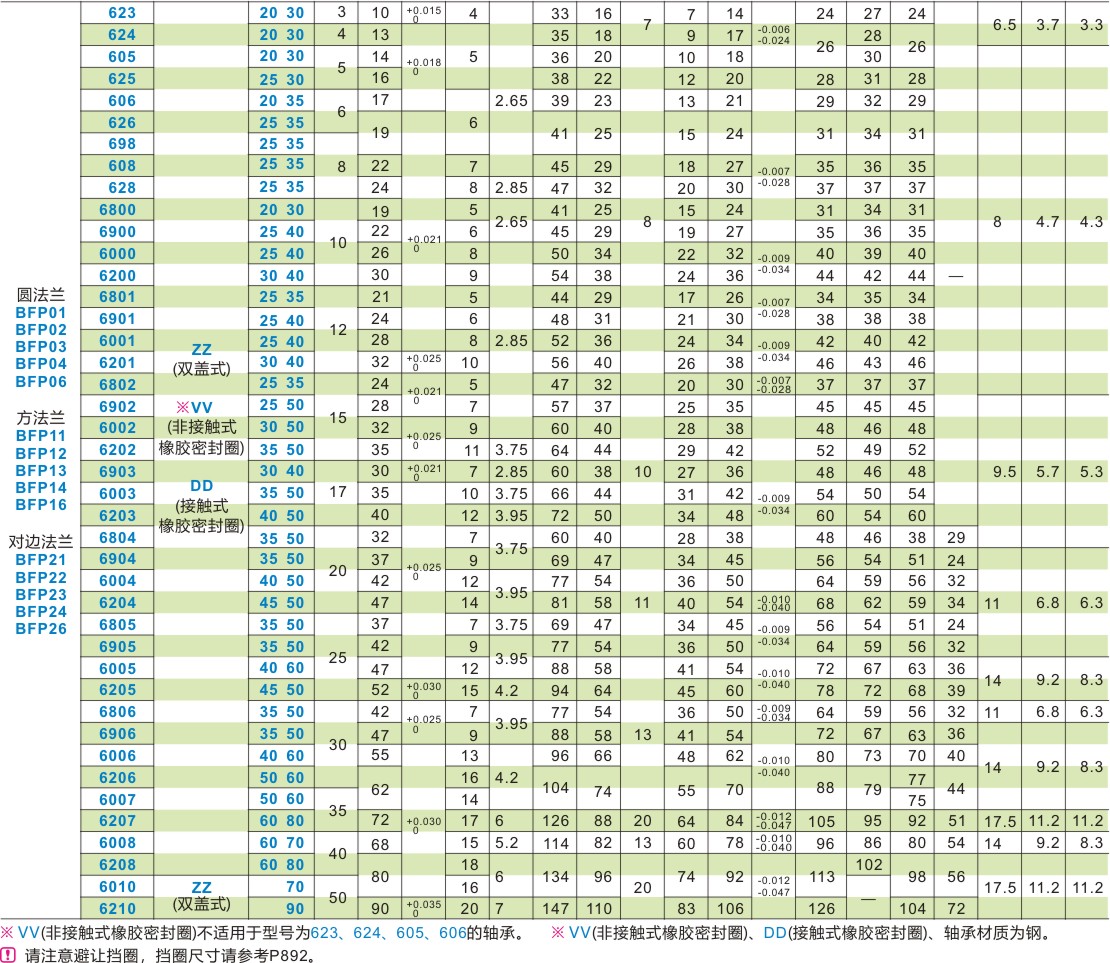 623 20 30 3 10 +0.015 0 4 33 16 7 7 14 24 27 24 6.5 3.7 3.3
624 20 30 4 13 35 18 9 17 -0.006 -0.024 26 28 26
605 20 30 5 14 +0.018 0 5 36 20 10 18 30
625 25 30 16 38 22 12 20 28 31 28
606 20 35 6 17 2.65 39 23 13 21 29 32 29
626 25 35 19 6 41 25 15 24 31 34 31
698 25 35
608 25 35 8 22 7 45 29 18 27 -0.007 -0.028 35 36 35
628 25 35 24 8 2.85 47 32 20 30 37 37 37
6800 20 30 19 5 2.65 41 25 8 15 24 31 34 31 8 4.7 4.3
6900 25 40 10 22 +0.021 0 6 45 29 19 27 35 36 35
6000 25 40 26 8 50 34 22 32 -0.009 -0.034 40 39 40
6200 30 40 30 9 54 38 24 36 44 42 44 —
圆法兰 6801 25 35 21 5 44 29 17 26 -0.007 -0.028 34 35 34
BFP01 6901 25 40 12 24 6 48 31 21 30 38 38 38
BFP02
BFP03 6001 25 40 28 8 2.85 52 36 24 34 -0.009 -0.034 42 40 42
ZZ
BFP04 (双盖式) 6201 30 40 32 +0.025 0 10 56 40 26 38 46 43 46
BFP06 6802 25 35 24 +0.021 0 5 47 32 20 30 -0.007 -0.028 37 37 37
※VV 6902 25 50 15 28 7 57 37 25 35 45 45 45
方法兰
BFP11 (非接触式 6002 30 50 32 +0.025 0 9 60 40 28 38 48 46 48
BFP12 橡胶密封圈) 6202 35 50 35 11 3.75 64 44 29 42 52 49 52
BFP13 6903 30 40 30 +0.021 0 7 2.85 60 38 10 27 36 48 46 48 9.5 5.7 5.3
BFP14 DD 6003 35 50 17 35 10 3.75 66 44 31 42 -0.009 -0.034 54 50 54
BFP16 (接触式
橡胶密封圈) 6203 40 50 40 12 3.95 72 50 34 48 60 54 60
对边法兰 6804 35 50 32 7 3.75 60 40 28 38 48 46 38 29
BFP21 6904 35 50 20 37 +0.025 0 9 69 47 34 45 56 54 51 24
BFP22 6004 40 50 42 12 3.95 77 54 36 50 64 59 56 32
BFP23
BFP24 6204 45 50 47 14 81 58 11 40 54 -0.010 -0.040 68 62 59 34 11 6.8 6.3
BFP26 6805 35 50 37 7 3.75 69 47 34 45 -0.009 -0.034 56 54 51 24
6905 35 50 25 42 9 3.95 77 54 36 50 64 59 56 32
6005 40 60 47 12 88 58 41 54 -0.010 -0.040 72 67 63 36 14 9.2 8.3
6205 45 50 52 +0.030 0 15 4.2 94 64 45 60 78 72 68 39
6806 35 50 42 +0.025 0 7 3.95 77 54 36 50 -0.009 -0.034 64 59 56 32 11 6.8 6.3
6906 35 50 30 47 9 88 58 13 41 54 72 67 63 36
6006 40 60 55 13 96 66 48 62 -0.010 -0.040 80 73 70 40 14 9.2 8.3
6206 50 60 62 16 4.2 104 74 55 70 88 79 77 44
6007 50 60 35 14 75
6207 60 80 72 +0.030 0 17 6 126 88 20 64 84 -0.012 -0.047 105 95 92 51 17.5 11.2 11.2
6008 60 70 40 68 15 5.2 114 82 13 60 78 -0.010 -0.040 96 86 80 54 14 9.2 8.3
6208 60 80 80 18 6 134 96 20 74 92 -0.012 -0.047 113 102 98 56 17.5 11.2 11.2
ZZ 6010 70 50 16 —
(双盖式) 6210 90 90 +0.035 0 20 7 147 110 83 106 126 104 72
※ VV(非接触式橡胶密封圈)不适用于型号为623、624、605、606的轴承。 ※ VV(非接触式橡胶密封圈)、DD(接触式橡胶密封圈)、轴承材质为钢。
! 请注意避让挡圈，挡圈尺寸请参考P892。